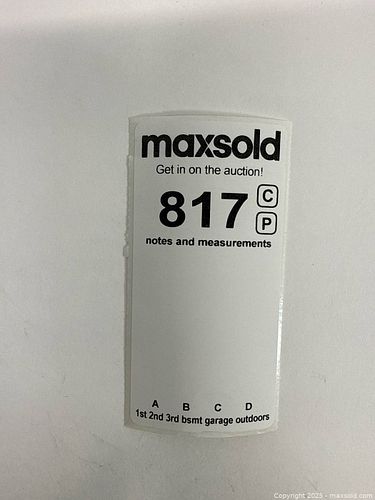 maxsold
Get in on the auction!
817 C
P
notes and measurements
A B C D
1st 2nd 3rd bsmt garage outdoors
Copyright 2025 - maxsold.com